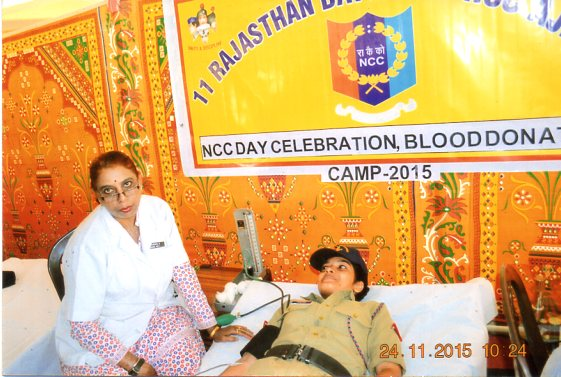 11 RAJASTHAN
रा कै को
NCC
NCC DAY CELEBRATION, BLOOD DONAT
CAMP-2015
24.11.2015 10:24